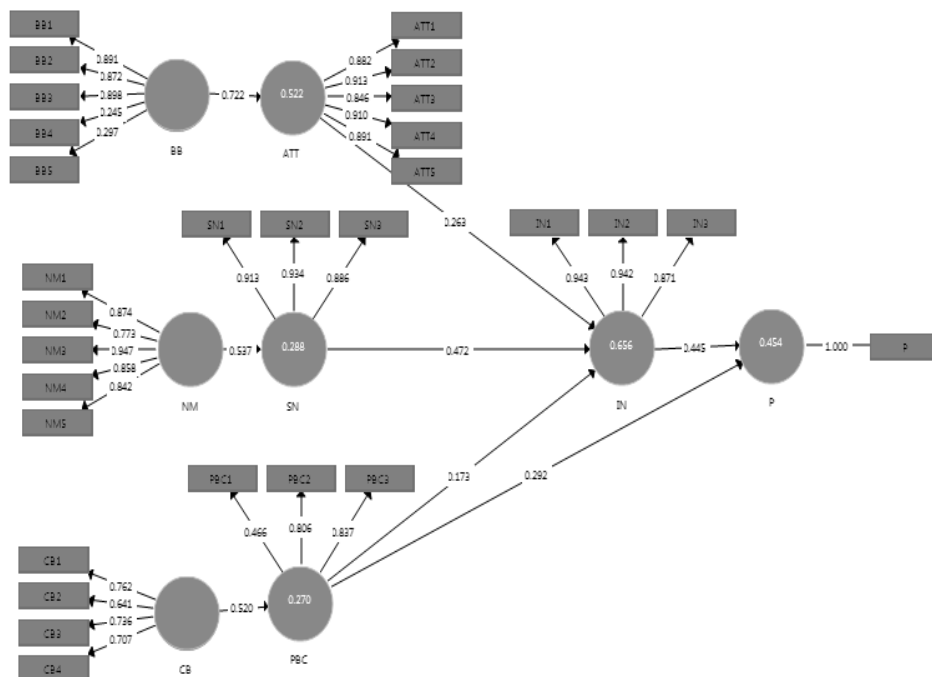 BB1
BB2
BB3
BB4
BB5
0.891
0.872
0.898
0.245
0.297
BB
0.722
0.522
ATT
0.882
0.913
0.846
0.910
0.891
ATT1
ATT2
ATT3
ATT4
ATT5
0.263
SN1
SN2
SN3
0.913
0.934
0.886
IN1
IN2
IN3
0.943
0.942
0.871
NM1
NM2
NM3
NM4
NM5
0.874
0.773
0.947
0.858
0.842
NM
0.537
0.288
SN
0.472
0.656
IN
0.445
0.454
P
1.000
P
0.173
0.292
PBC1
PBC2
PBC3
0.466
0.806
0.837
CB1
CB2
CB3
CB4
0.762
0.641
0.736
0.707
CB
0.520
0.270
PBC